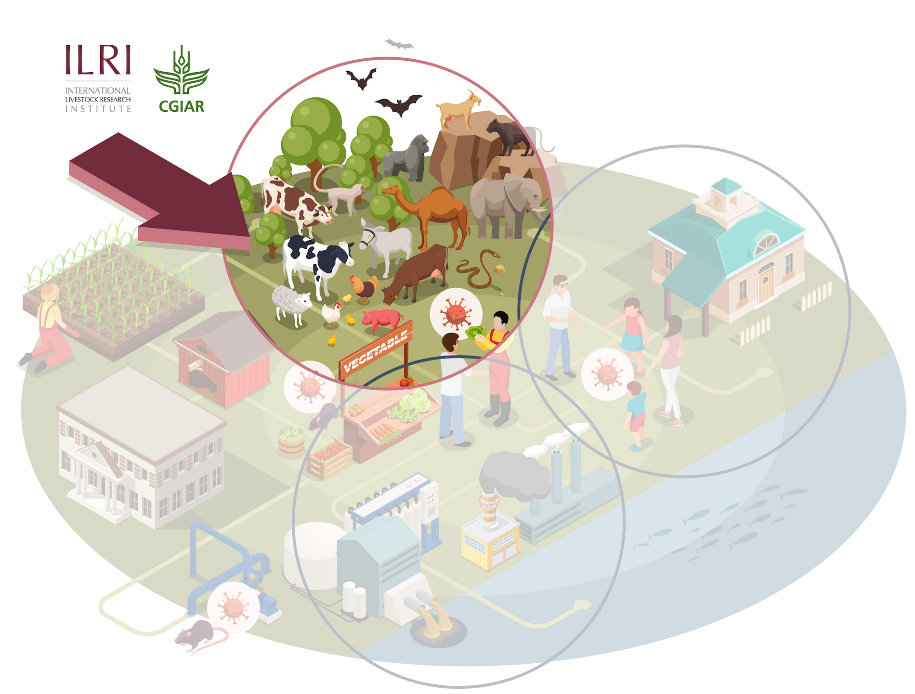 ILRI
INTERNATIONAL
LIVESTOCK RESEARCH
INSTITUTE
CGIAR
VEGETABLE